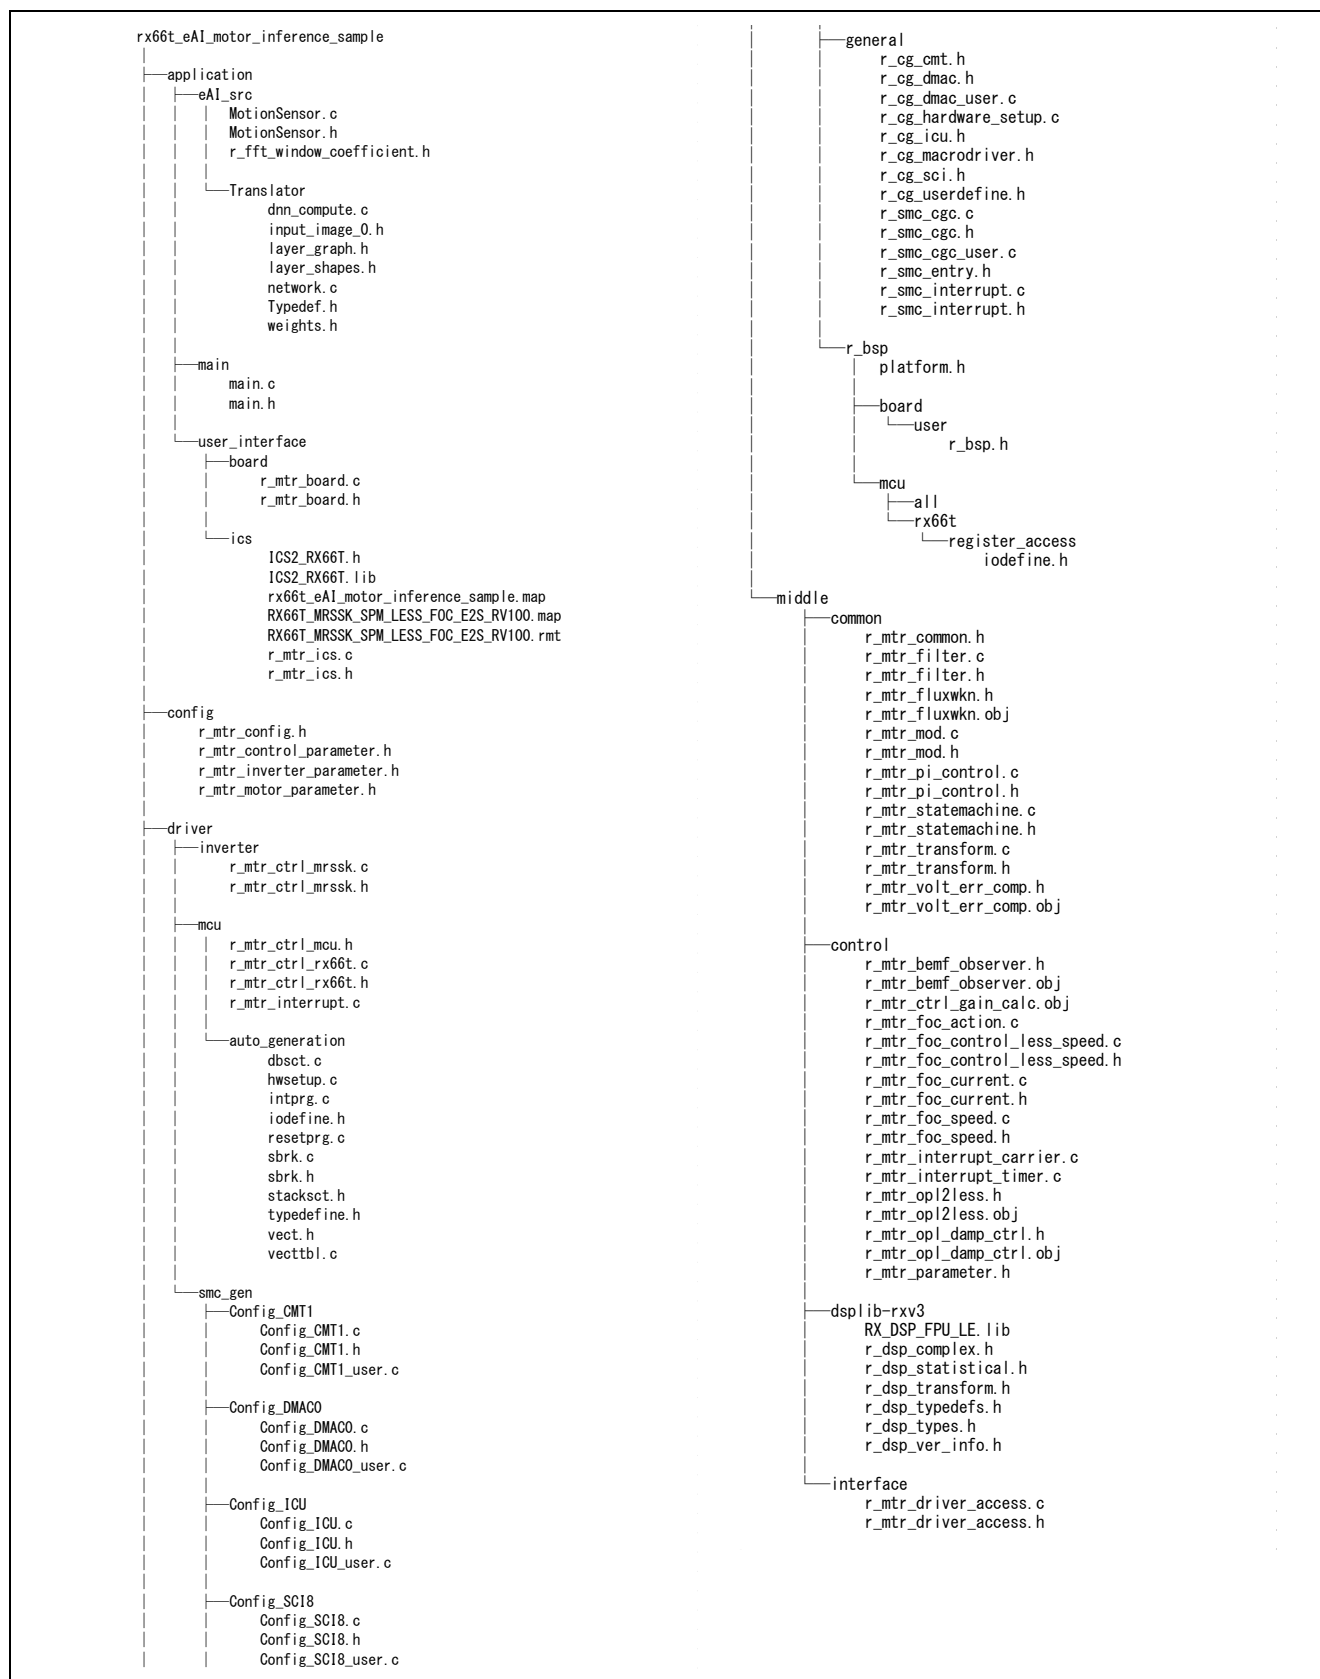 rx66t_eAI_motor_inference_sample
application
eAI_src
MotionSensor.c
MotionSensor.h
r_fft_window_coefficient.h
Translator
dnn_compute.c
input_image_0.h
layer_graph.h
layer_shapes.h
network.c
Typedef.h
weights.h
main
main.c
main.h
user_interface
board
r_mtr_board.c
r_mtr_board.h
ics
ICS2_RX66T.h
ICS2_RX66T.lib
rx66t_eAI_motor_inference_sample.map
RX66T_MRSSK_SPM_LESS_FOC_E2S_RV100.map
RX66T_MRSSK_SPM_LESS_FOC_E2S_RV100.rmt
r_mtr_ics.c
r_mtr_ics.h
config
r_mtr_config.h
r_mtr_control_parameter.h
r_mtr_inverter_parameter.h
r_mtr_motor_parameter.h
driver
inverter
r_mtr_ctrl_mrssk.c
r_mtr_ctrl_mrssk.h
mcu
r_mtr_ctrl_mcu.h
r_mtr_ctrl_rx66t.c
r_mtr_ctrl_rx66t.h
r_mtr_interrupt.c
auto_generation
dbsct.c
hwsetup.c
intprg.c
iodefine.h
resetprg.c
sbrk.c
sbrk.h
stacksct.h
typedefine.h
vect.h
vecttbl.c
smc_gen
Config_CMT1
Config_CMT1.c
Config_CMT1.h
Config_CMT1_user.c
Config_DMAC0
Config_DMAC0.c
Config_DMAC0.h
Config_DMAC0_user.c
Config_ICU
Config_ICU.c
Config_ICU.h
Config_ICU_user.c
Config_SCI8
Config_SCI8.c
Config_SCI8.h
Config_SCI8_user.c
general
r_cg_cmt.h
r_cg_dmac.h
r_cg_dmac_user.c
r_cg_hardware_setup.c
r_cg_icu.h
r_cg_macrodriver.h
r_cg_sci.h
r_cg_userdefine.h
r_smc_cgc.c
r_smc_cgc.h
r_smc_cgc_user.c
r_smc_entry.h
r_smc_interrupt.c
r_smc_interrupt.h
r_bsp
platform.h
board
user
r_bsp.h
mcu
all
rx66t
register_access
iodefine.h
middle
common
r_mtr_common.h
r_mtr_filter.c
r_mtr_filter.h
r_mtr_fluxwkn.h
r_mtr_fluxwkn.obj
r_mtr_mod.c
r_mtr_mod.h
r_mtr_pi_control.c
r_mtr_pi_control.h
r_mtr_statemachine.c
r_mtr_statemachine.h
r_mtr_transform.c
r_mtr_transform.h
r_mtr_volt_err_comp.h
r_mtr_volt_err_comp.obj
control
r_mtr_bemf_observer.h
r_mtr_bemf_observer.obj
r_mtr_ctrl_gain_calc.obj
r_mtr_foc_action.c
r_mtr_foc_control_less_speed.c
r_mtr_foc_control_less_speed.h
r_mtr_foc_current.c
r_mtr_foc_current.h
r_mtr_foc_speed.c
r_mtr_foc_speed.h
r_mtr_interrupt_carrier.c
r_mtr_interrupt_timer.c
r_mtr_opl2less.h
r_mtr_opl2less.obj
r_mtr_opl_damp_ctrl.h
r_mtr_opl_damp_ctrl.obj
r_mtr_parameter.h
dsplib-rxv3
RX_DSP_FPU_LE.lib
r_dsp_complex.h
r_dsp_statistical.h
r_dsp_transform.h
r_dsp_typedefs.h
r_dsp_types.h
r_dsp_ver_info.h
interface
r_mtr_driver_access.c
r_mtr_driver_access.h